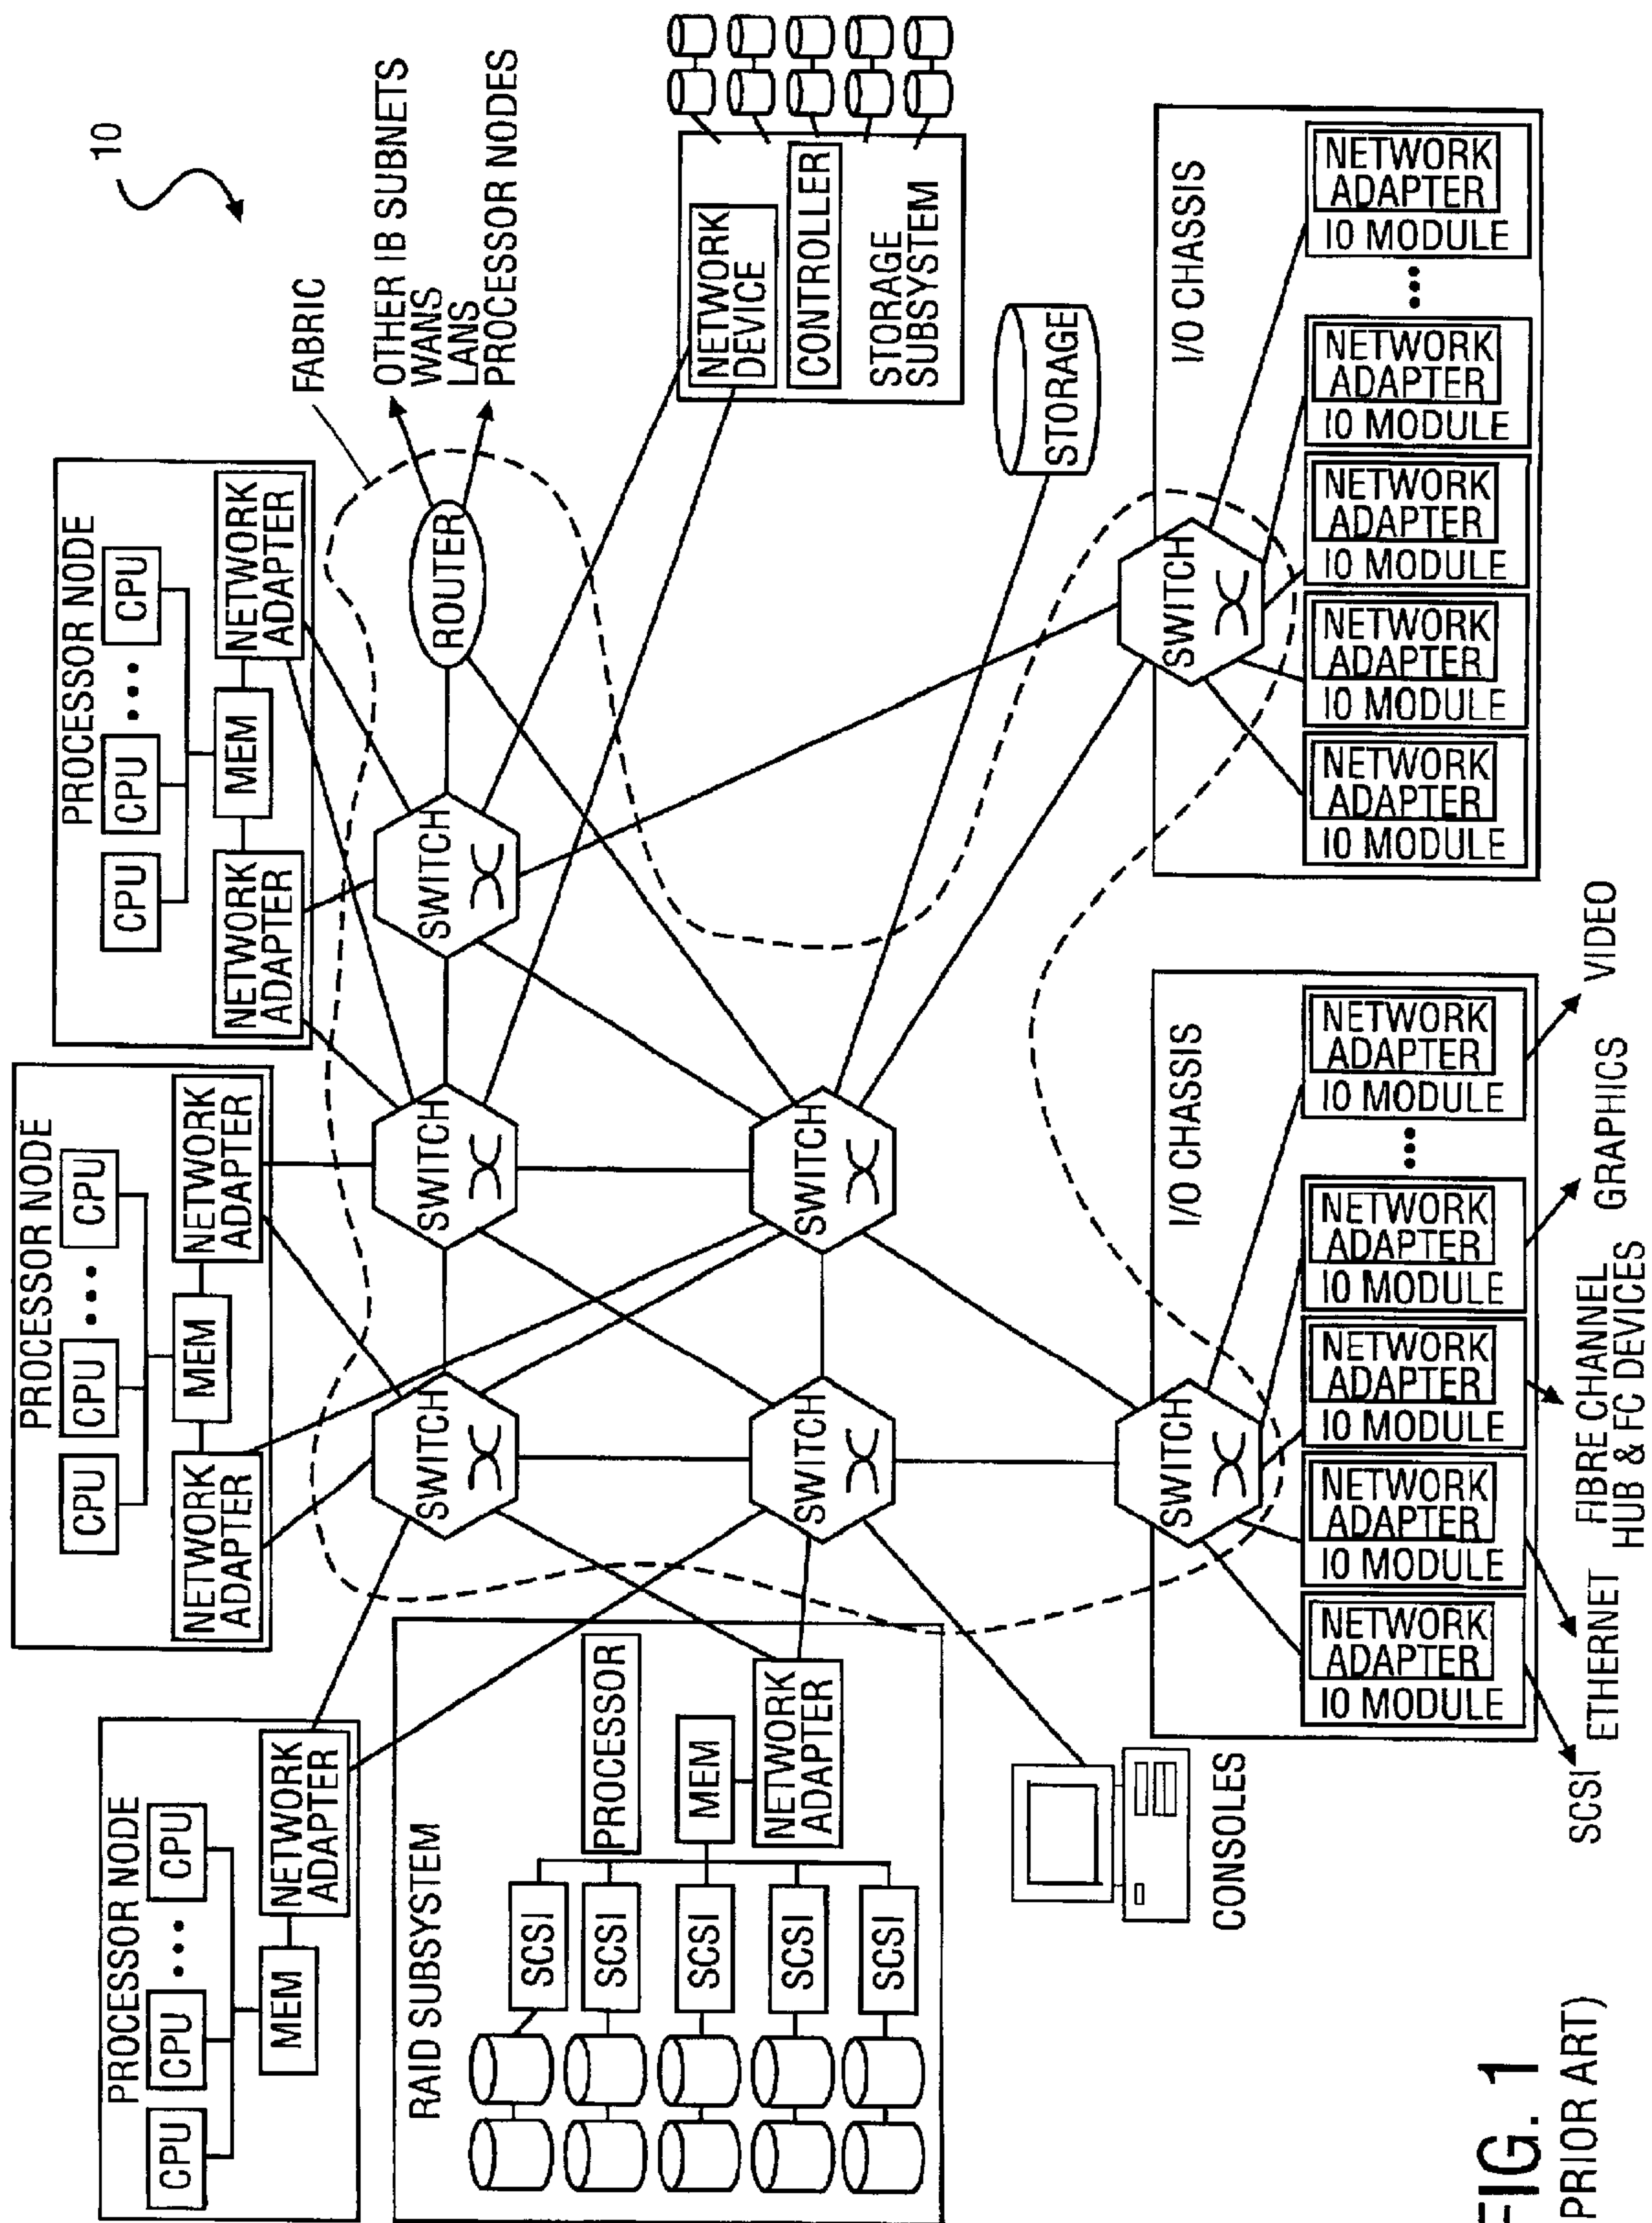 PROCESSOR NODE
CPU
CPU
•••
CPU
MEM
NETWORK
ADAPTER
PROCESSOR NODE
CPU
CPU
•••
CPU
NETWORK
ADAPTER
MEM
NETWORK
ADAPTER
PROCESSOR NODE
CPU
CPU
•••
CPU
NETWORK
ADAPTER
MEM
NETWORK
ADAPTER
10
FABRIC
OTHER IB SUBNETS
WANS
LANS
PROCESSOR NODES
SWITCH
SWITCH
SWITCH
ROUTER
RAID SUBSYSTEM
SCSI
SCSI
SCSI
SCSI
SCSI
PROCESSOR
MEM
NETWORK
ADAPTER
SWITCH
SWITCH
NETWORK
DEVICE
CONTROLLER
STORAGE
SUBSYSTEM
STORAGE
CONSOLES
I/O CHASSIS
SWITCH
NETWORK
ADAPTER
IO MODULE
NETWORK
ADAPTER
IO MODULE
NETWORK
ADAPTER
IO MODULE
NETWORK
ADAPTER
IO MODULE
•••
NETWORK
ADAPTER
IO MODULE
SCSI
ETHERNET
FIBRE CHANNEL
HUB & FC DEVICES
GRAPHICS
VIDEO
I/O CHASSIS
SWITCH
NETWORK
ADAPTER
IO MODULE
NETWORK
ADAPTER
IO MODULE
NETWORK
ADAPTER
IO MODULE
NETWORK
ADAPTER
IO MODULE
•••
NETWORK
ADAPTER
IO MODULE
FIG. 1
PRIOR ART)